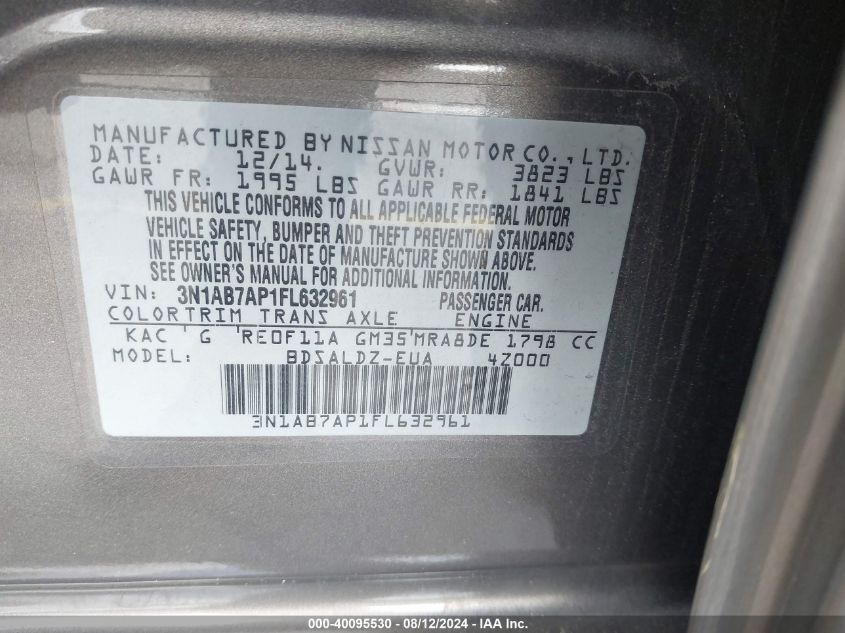 MANUFACTURED BY NISSAN MOTOR CO., LTD.
DATE: 12/14. GVWR: 3823 LBS
GAWR FR: 1995 LBS GAWR RR: 1841 LBS
THIS VEHICLE CONFORMS TO ALL APPLICABLE FEDERAL MOTOR
VEHICLE SAFETY, BUMPER AND THEFT PREVENTION STANDARDS
IN EFFECT ON THE DATE OF MANUFACTURE SHOWN ABOVE.
SEE OWNER'S MANUAL FOR ADDITIONAL INFORMATION.
VIN: 3N1AB7AP1FL632961 PASSENGER CAR.
COLOR TRIM TRANS AXLE ENGINE
KAC ' G 'RE0F11A GM35'MRA8DE 1798 CC
MODEL: BDSALDZ-EUA 4Z000
3N1AB7AP1FL632961
000-40095530 - 08/12/2024 - IAA Inc.